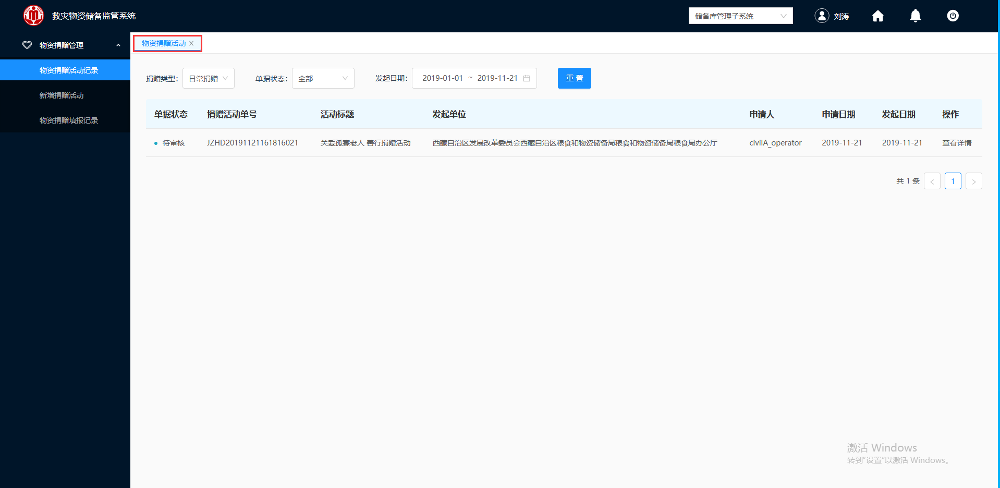 救灾物资储备监管系统
储备库管理子系统
刘涛
物资捐赠管理
物资捐赠活动记录
新增捐赠活动
物资捐赠填报记录
物资捐赠活动 X
捐赠类型: 日常捐赠 单据状态: 全部 发起日期: 2019-01-01 ~ 2019-11-21 重 置
单据状态 捐赠活动单号 活动标题 发起单位 申请人 申请日期 发起日期 操作
待审核 JZHD20191121161816021 关爱孤寡老人 善行捐赠活动 西藏自治区发展改革委员会西藏自治区粮食和物资储备局粮食和物资储备局粮食局办公厅 civilA_operator 2019-11-21 2019-11-21 查看详情
共 1 条 < 1 >
激活 Windows
转到"设置"以激活 Windows。